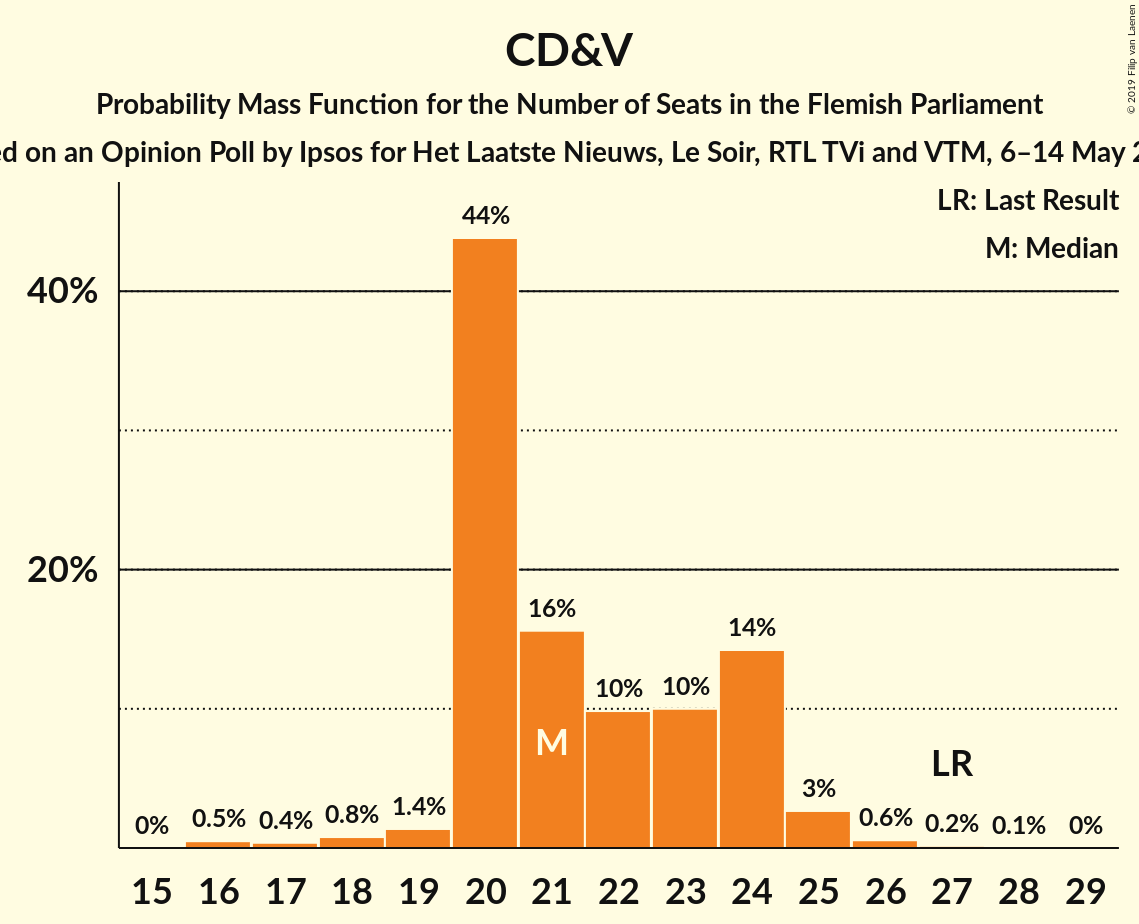 © 2019 Filip van Laenen
CD&V
Probability Mass Function for the Number of Seats in the Flemish Parliament
on an Opinion Poll by Ipsos for Het Laatste Nieuws, Le Soir, RTL TVi and VTM, 6–14 May
LR: Last Result
M: Median
44%
40%
20%
16%
14%
10% 10%
M
LR
0% 0.5% 0.4% 0.8% 1.4% 3% 0.6% 0.2% 0.1% 0%
15 16 17 18 19 20 21 22 23 24 25 26 27 28 29